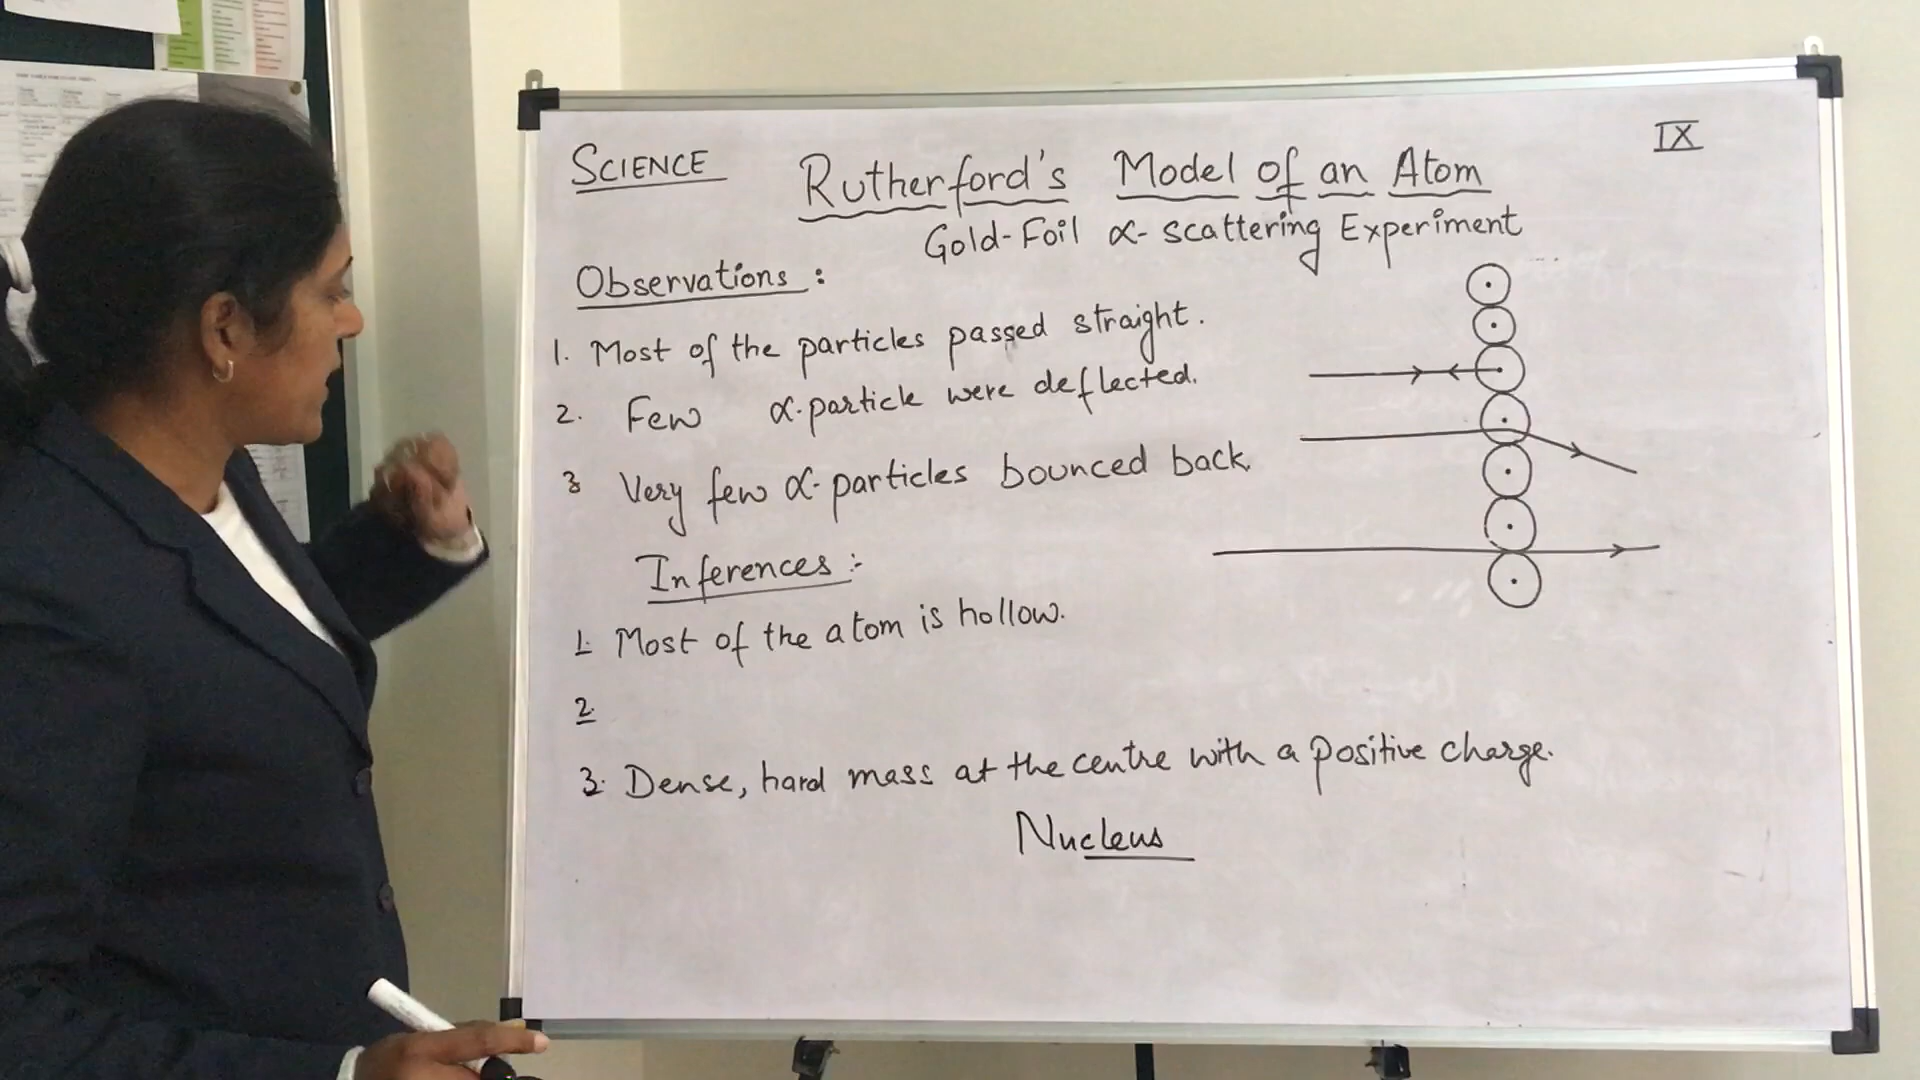 SCIENCE
IX
Rutherford's Model of an Atom
Gold-Foil α-scattering Experiment
Observations :
1. Most of the particles passed straight.
2. Few α-particle were deflected.
3 Very few α-particles bounced back.
Inferences :-
1. Most of the atom is hollow.
2.
3. Dense, hard mass at the centre with a positive charge.
Nucleus